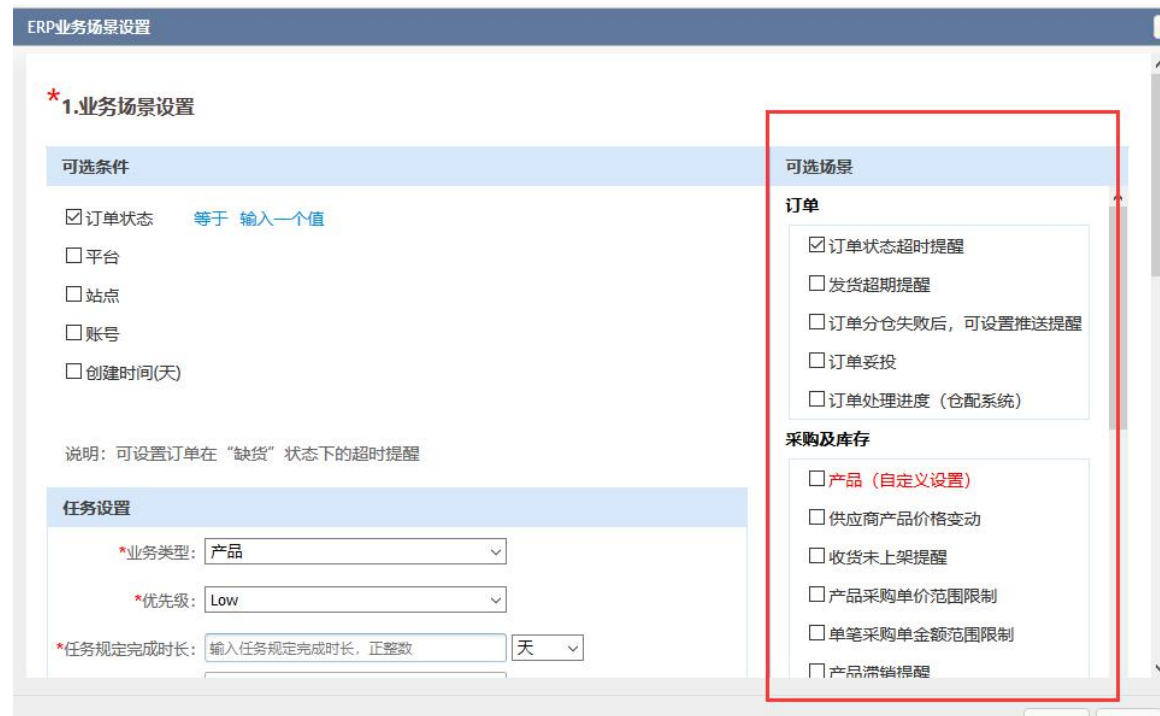 ERP业务场景设置
*1.业务场景设置
可选条件
订单状态 等于 输入一个值
平台
站点
账号
创建时间(天)
说明：可设置订单在“缺货”状态下的超时提醒
任务设置
*业务类型: 产品
*优先级: Low
*任务规定完成时长: 输入任务规定完成时长，正整数 天
可选场景
订单
订单状态超时提醒
发货超期提醒
订单分仓失败后，可设置推送提醒
订单妥投
订单处理进度（仓配系统）
采购及库存
产品（自定义设置）
供应商产品价格变动
收货未上架提醒
产品采购单价范围限制
单笔采购单金额范围限制
产品滞销提醒